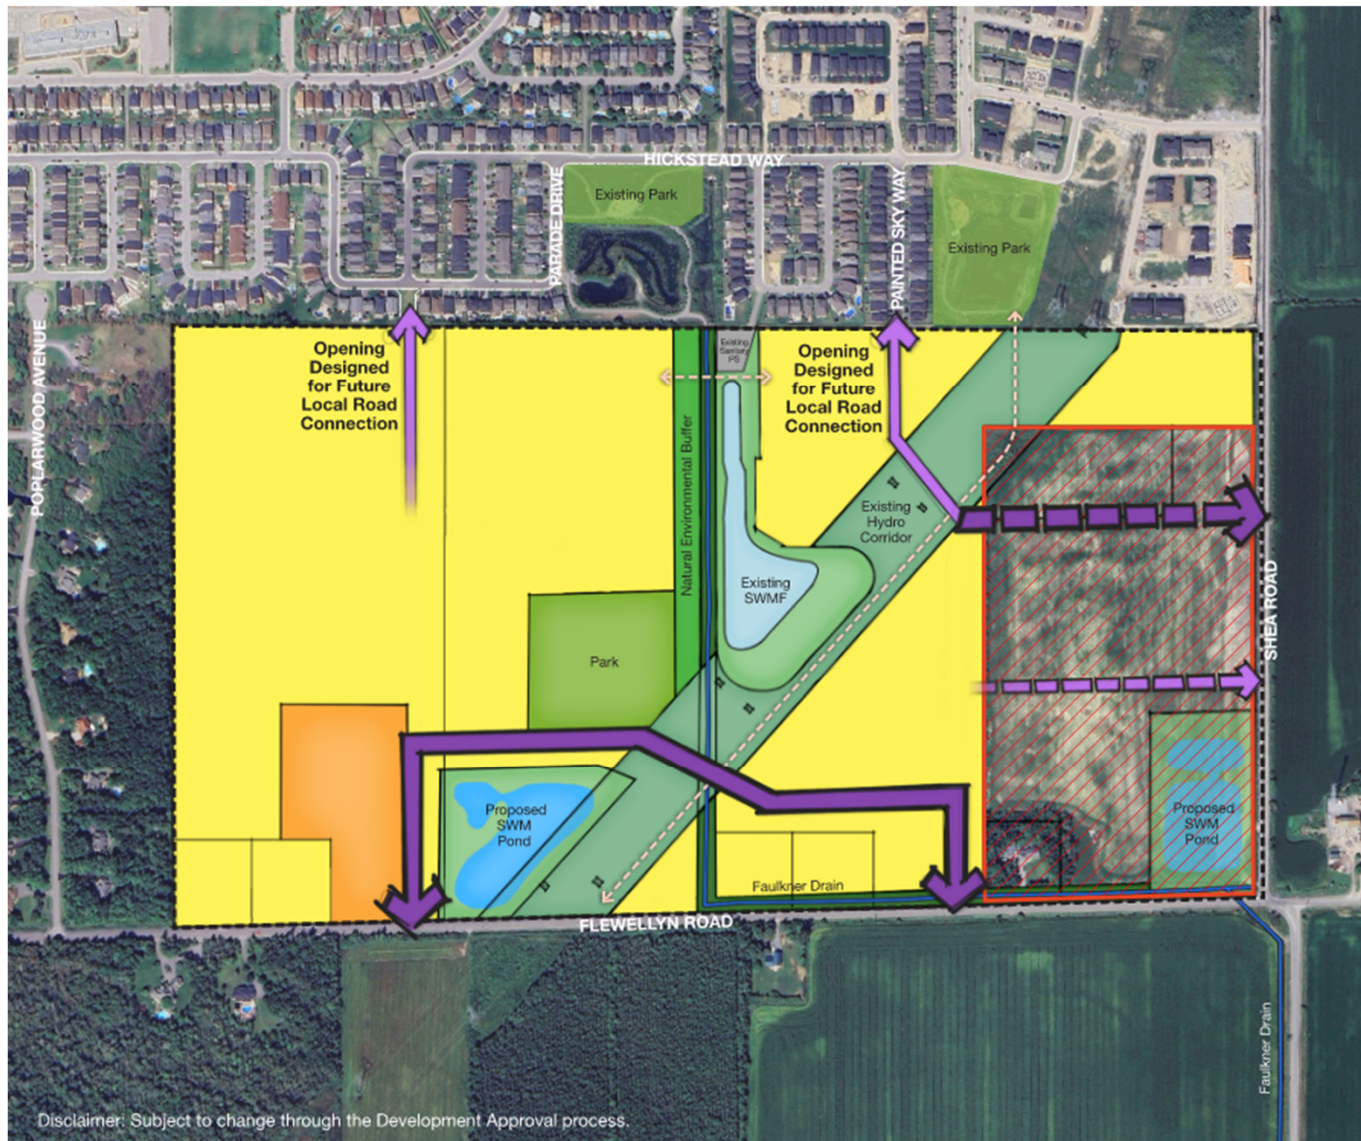 HICKSTEAD WAY
Existing Park
PARADE DRIVE
PAINTED SKY WAY
Existing Park
POPLARWOOD AVENUE
Opening
Designed
for Future
Local Road
Connection
Existing
Sanitary
PS
Opening
Designed
for Future
Local Road
Connection
Natural Environmental Buffer
Existing
Hydro
Corridor
Existing
SWMF
SHEA ROAD
Park
Proposed
SWM
Pond
Proposed
SWM
Pond
Faulkner Drain
FLEWELLYN ROAD
Faulkner Drain
Disclaimer: Subject to change through the Development Approval process.